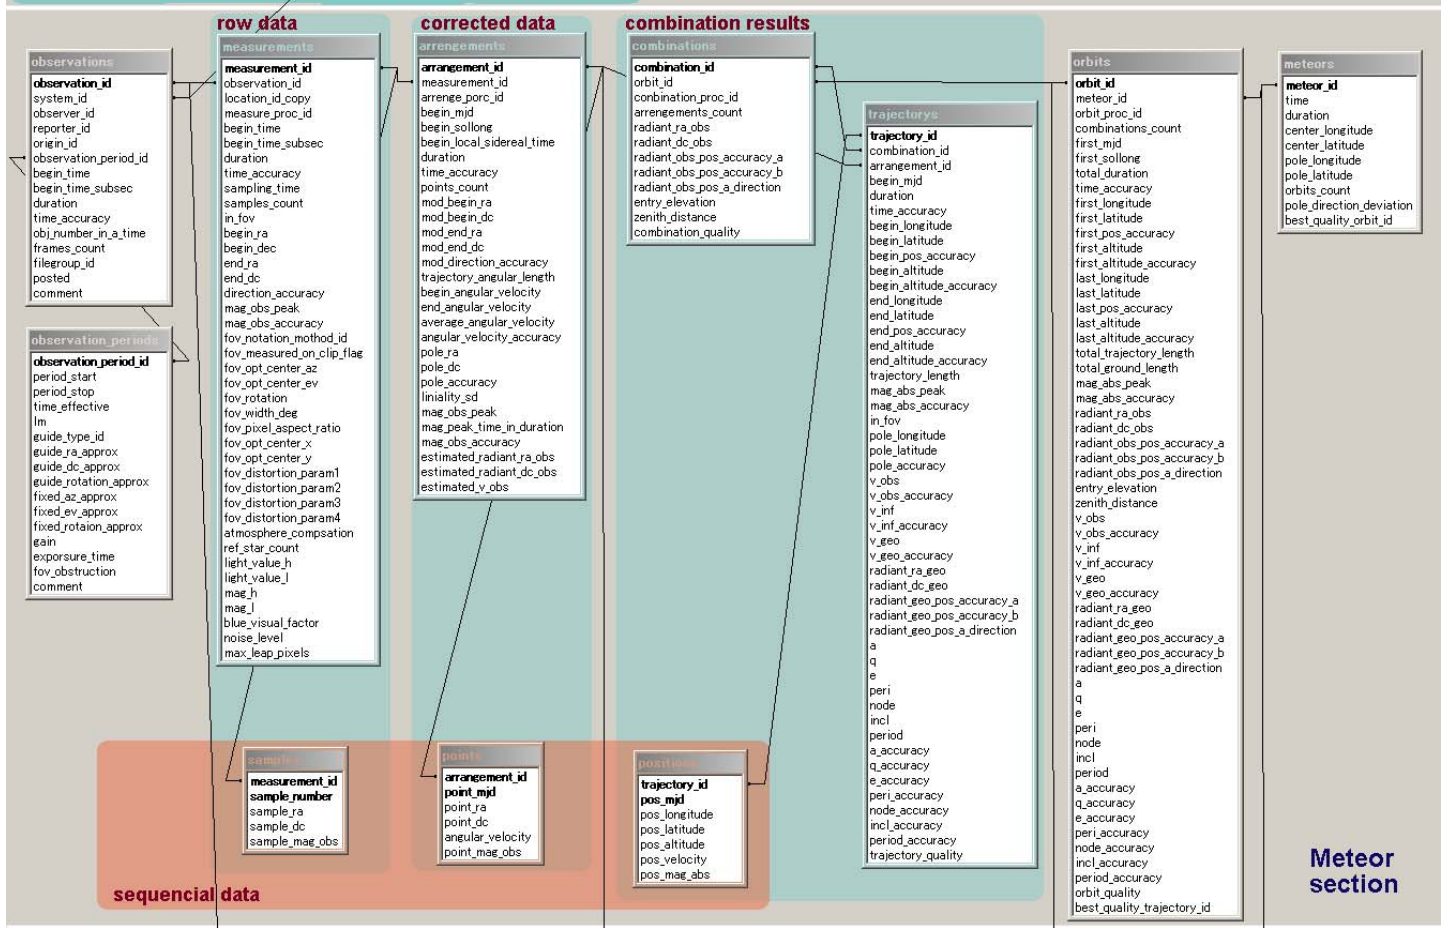 row data
corrected data
combination results
observations
observation_id
system_id
observer_id
reporter_id
origin_id
observation_period_id
begin_time
begin_time_subsec
duration
time_accuracy
obj_number_in_a_time
frames_count
filegroup_id
posted
comment
observation_periods
observation_period_id
period_start
period_stop
time_effective
lm
guide_type_id
guide_ra_approx
guide_dc_approx
guide_rotation_approx
fixed_az_approx
fixed_ev_approx
fixed_rotaion_approx
gain
exporsure_time
fov_obstruction
comment
measurements
measurement_id
observation_id
location_id_copy
measure_proc_id
begin_time
begin_time_subsec
duration
time_accuracy
sampling_time
samples_count
in_fov
begin_ra
begin_dec
end_ra
end_dc
direction_accuracy
mag_obs_peak
mag_obs_accuracy
fov_notation_mothod_id
fov_measured_on_clip_flag
fov_opt_center_az
fov_opt_center_ev
fov_rotation
fov_width_deg
fov_pixel_aspect_ratio
fov_opt_center_x
fov_opt_center_y
fov_distortion_param1
fov_distortion_param2
fov_distortion_param3
fov_distortion_param4
atmosphere_compsation
ref_star_count
light_value_h
light_value_l
mag_h
mag_l
blue_visual_factor
noise_level
max_leap_pixels
arrengements
arrangement_id
measurement_id
arrenge_porc_id
begin_mjd
begin_sollong
begin_local_sidereal_time
duration
time_accuracy
points_count
mod_begin_ra
mod_begin_dc
mod_end_ra
mod_end_dc
mod_direction_accuracy
trajectory_angular_length
begin_angular_velocity
end_angular_velocity
average_angular_velocity
angular_velocity_accuracy
pole_ra
pole_dc
pole_accuracy
liniality_sd
mag_obs_peak
mag_peak_time_in_duration
mag_obs_accuracy
estimated_radiant_ra_obs
estimated_radiant_dc_obs
estimated_v_obs
combinations
combination_id
orbit_id
conbination_proc_id
arrengements_count
radiant_ra_obs
radiant_dc_obs
radiant_obs_pos_accuracy_a
radiant_obs_pos_accuracy_b
radiant_obs_pos_a_direction
entry_elevation
zenith_distance
combination_quality
trajectorys
trajectory_id
combination_id
arrangement_id
begin_mjd
duration
time_accuracy
begin_longitude
begin_latitude
begin_pos_accuracy
begin_altitude
begin_altitude_accuracy
end_longitude
end_latitude
end_pos_accuracy
end_altitude
end_altitude_accuracy
trajectory_length
mag_abs_peak
mag_abs_accuracy
in_fov
pole_longitude
pole_latitude
pole_accuracy
v_obs
v_obs_accuracy
v_inf
v_inf_accuracy
v_geo
v_geo_accuracy
radiant_ra_geo
radiant_dc_geo
radiant_geo_pos_accuracy_a
radiant_geo_pos_accuracy_b
radiant_geo_pos_a_direction
a
q
e
peri
node
incl
period
a_accuracy
q_accuracy
e_accuracy
peri_accuracy
node_accuracy
incl_accuracy
period_accuracy
trajectory_quality
orbits
orbit_id
meteor_id
orbit_proc_id
combinations_count
first_mjd
first_sollong
total_duration
time_accuracy
first_longitude
first_latitude
first_pos_accuracy
first_altitude
first_altitude_accuracy
last_longitude
last_latitude
last_pos_accuracy
last_altitude
last_altitude_accuracy
total_trajectory_length
total_ground_length
mag_abs_peak
mag_abs_accuracy
radiant_ra_obs
radiant_dc_obs
radiant_obs_pos_accuracy_a
radiant_obs_pos_accuracy_b
radiant_obs_pos_a_direction
entry_elevation
zenith_distance
v_obs
v_obs_accuracy
v_inf
v_inf_accuracy
v_geo
v_geo_accuracy
radiant_ra_geo
radiant_dc_geo
radiant_geo_pos_accuracy_a
radiant_geo_pos_accuracy_b
radiant_geo_pos_a_direction
a
q
e
peri
node
incl
period
a_accuracy
q_accuracy
e_accuracy
peri_accuracy
node_accuracy
incl_accuracy
period_accuracy
orbit_quality
best_quality_trajectory_id
meteors
meteor_id
time
duration
center_longitude
center_latitude
pole_longitude
pole_latitude
orbits_count
pole_direction_deviation
best_quality_orbit_id
samples
measurement_id
sample_number
sample_ra
sample_dc
sample_mag_obs
points
arrangement_id
point_mjd
point_ra
point_dc
angular_velocity
point_mag_obs
positions
trajectory_id
pos_mjd
pos_longitude
pos_latitude
pos_altitude
pos_velocity
pos_mag_abs
sequencial data
Meteor
section